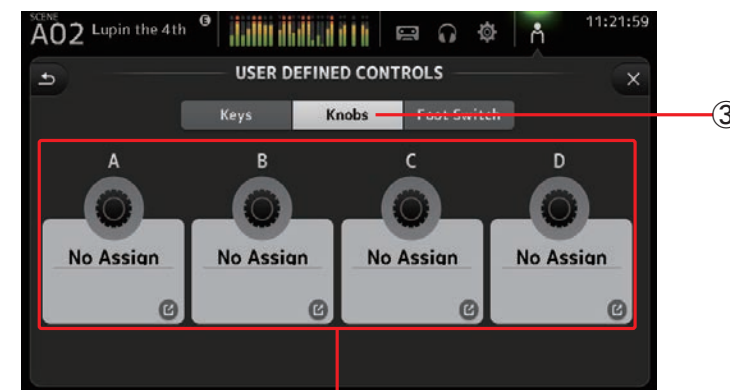 SCENE
A02 Lupin the 4th E 11:21:59
USER DEFINED CONTROLS
Keys Knobs Foot Switch
③
A B C D
No Assign No Assign No Assign No Assign